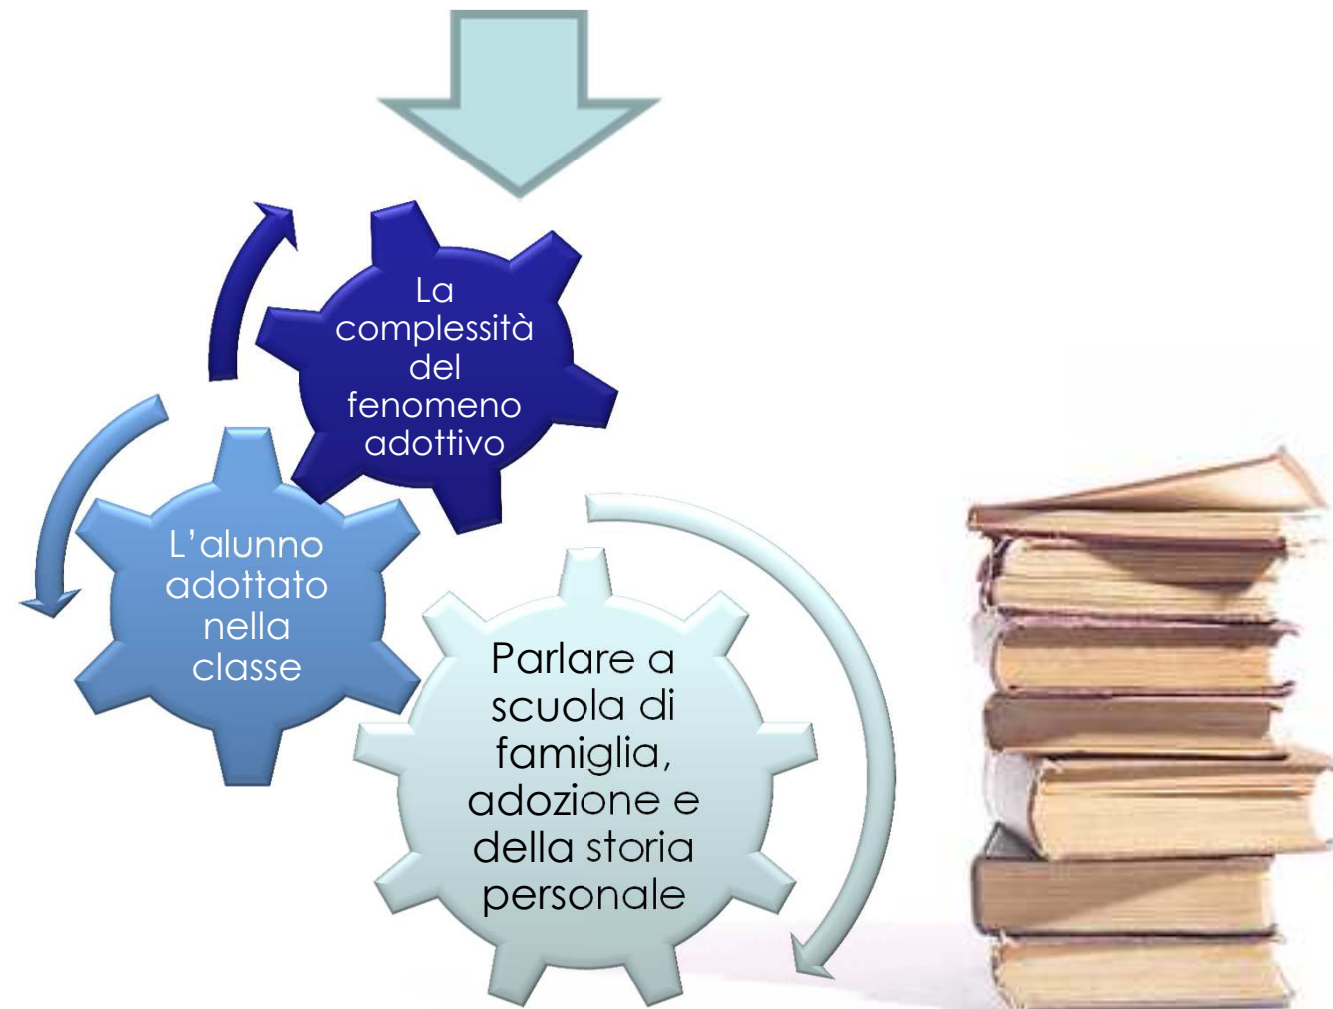 La
complessità
del
fenomeno
adottivo
L'alunno
adottato
nella
classe
Parlare a
scuola di
famiglia,
adozione e
della storia
personale